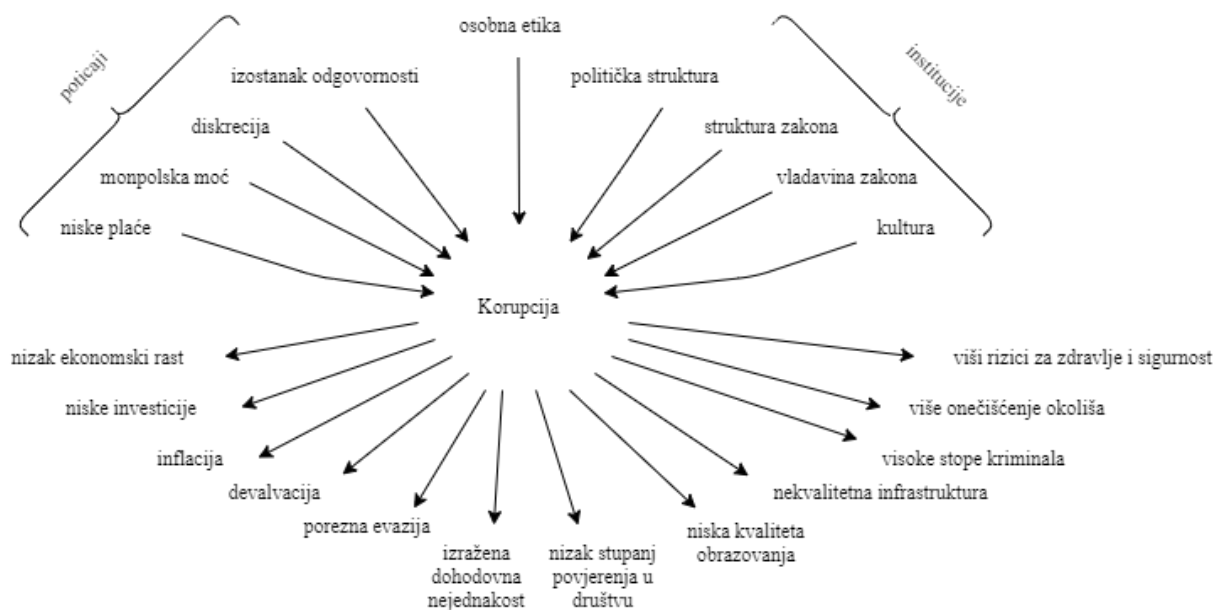 osobna etika
poticaji
institucije
izostanak odgovornosti
politička struktura
diskrecija
struktura zakona
monpolska moć
vladavina zakona
niske plaće
kultura
Korupcija
nizak ekonomski rast
viši rizici za zdravlje i sigurnost
niske investicije
više onečišćenje okoliša
inflacija
visoke stope kriminala
devalvacija
nekvalitetna infrastruktura
porezna evazija
niska kvaliteta
obrazovanja
izražena
dohodovna
nejednakost
nizak stupanj
povjerenja u
društvu